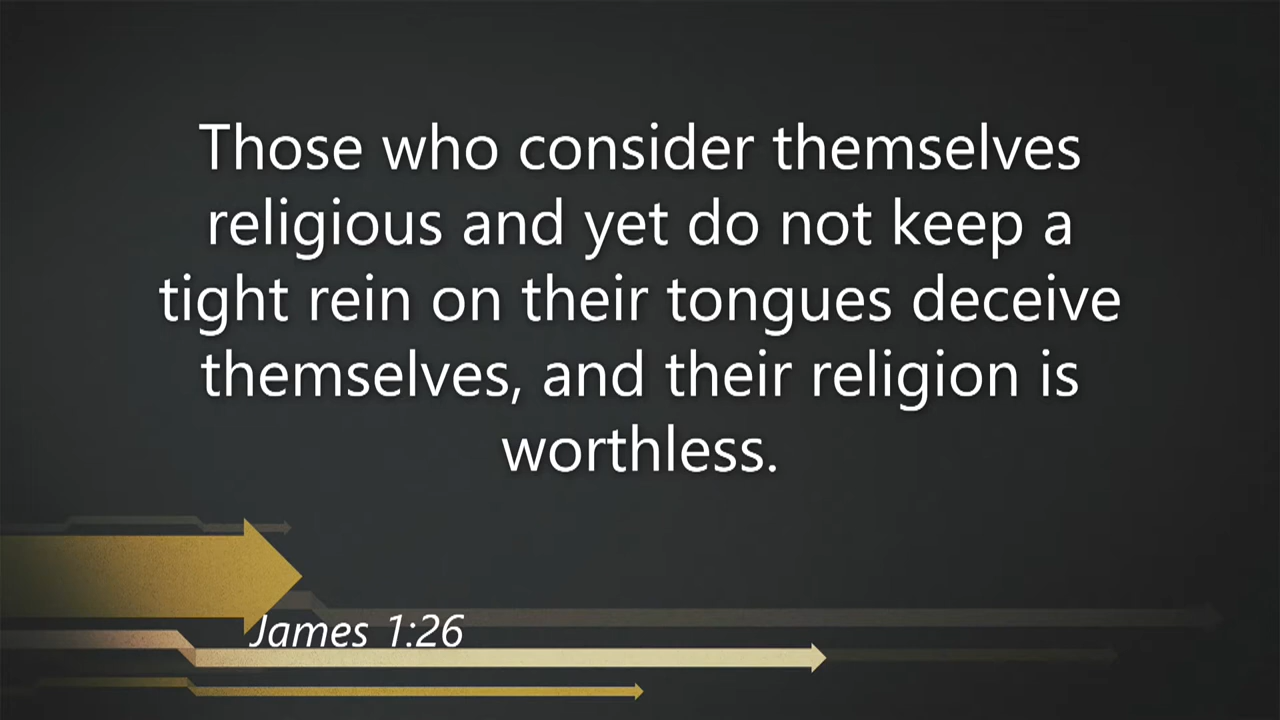 Those who consider themselves
religious and yet do not keep a
tight rein on their tongues deceive
themselves, and their religion is
worthless.
James 1:26